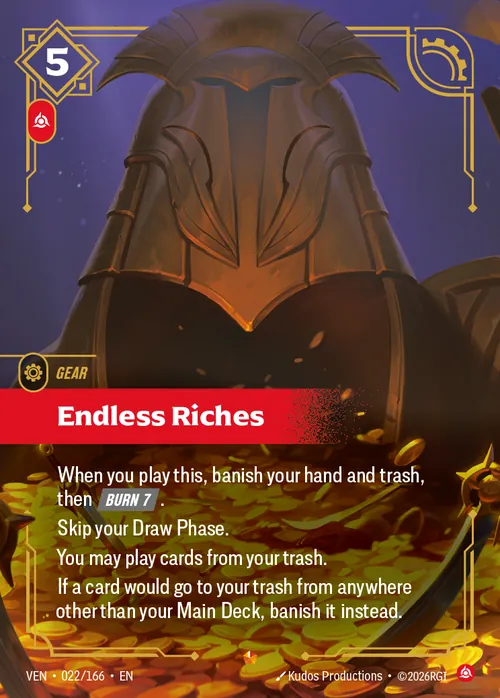 5
GEAR
Endless Riches
When you play this, banish your hand and trash,
then BURN 7.
Skip your Draw Phase.
You may play cards from your trash.
If a card would go to your trash from anywhere
other than your Main Deck, banish it instead.
VEN • 022/166 • EN
Kudos Productions • ©2026RGI